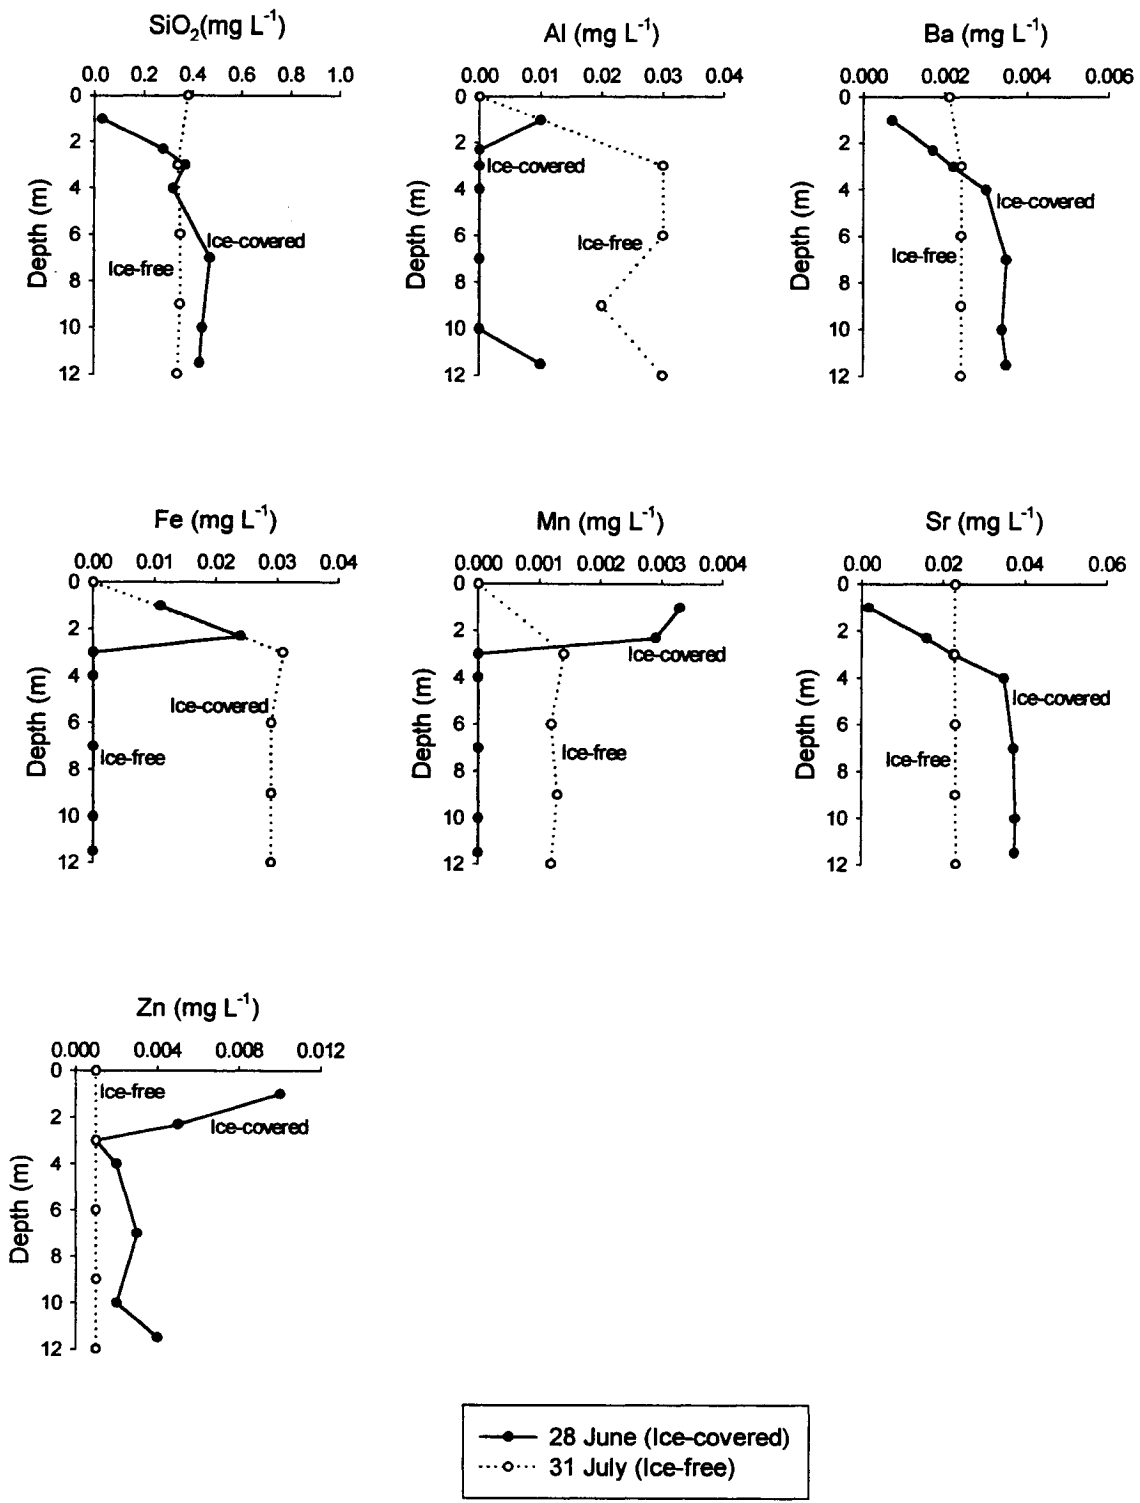 SiO₂(mg L⁻¹)
0.0 0.2 0.4 0.6 0.8 1.0
0
2
4
6
8
10
12
Depth (m)
Ice-covered
Ice-free
Al (mg L⁻¹)
0.00 0.01 0.02 0.03 0.04
0
2
4
6
8
10
12
Depth (m)
Ice-covered
Ice-free
Ba (mg L⁻¹)
0.000 0.002 0.004 0.006
0
2
4
6
8
10
12
Depth (m)
Ice-covered
Ice-free
Fe (mg L⁻¹)
0.00 0.01 0.02 0.03 0.04
0
2
4
6
8
10
12
Depth (m)
Ice-covered
Ice-free
Mn (mg L⁻¹)
0.000 0.001 0.002 0.003 0.004
0
2
4
6
8
10
12
Depth (m)
Ice-covered
Ice-free
Sr (mg L⁻¹)
0.00 0.02 0.04 0.06
0
2
4
6
8
10
12
Depth (m)
Ice-covered
Ice-free
Zn (mg L⁻¹)
0.000 0.004 0.008 0.012
0
2
4
6
8
10
12
Depth (m)
Ice-free
Ice-covered
28 June (Ice-covered)
31 July (Ice-free)